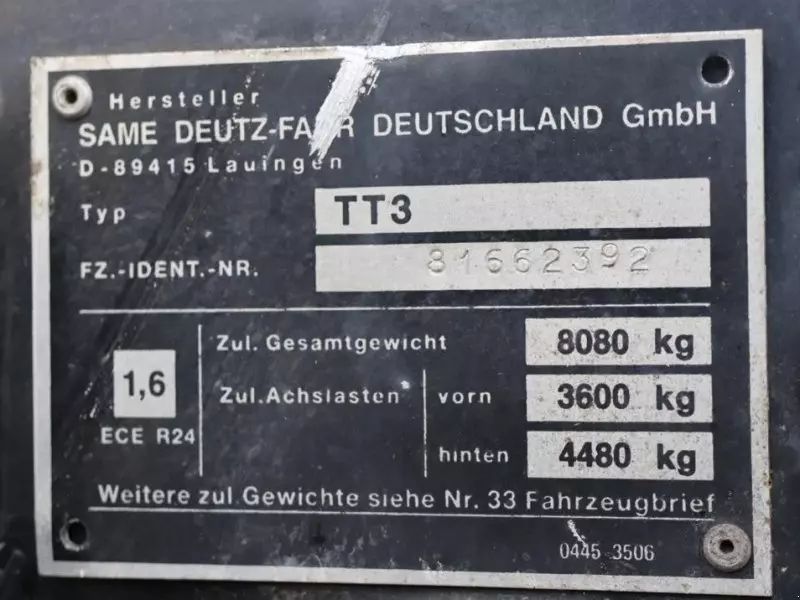 Hersteller
SAME DEUTZ-FAHR DEUTSCHLAND GmbH
D-89415 Lauingen
Typ TT3
FZ.-IDENT.-NR. 81662392
Zul. Gesamtgewicht 8080 kg
1,6 Zul.Achslasten vorn 3600 kg
ECE R24 hinten 4480 kg
Weitere zul.Gewichte siehe Nr. 33 Fahrzeugbrief
0445 3506